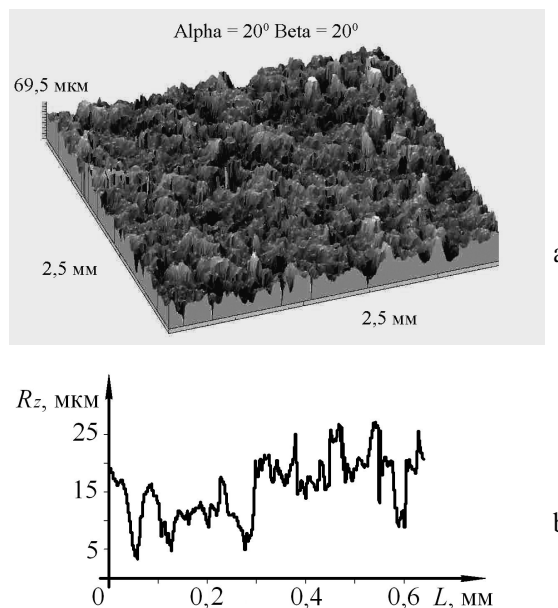 Alpha = 20⁰ Beta = 20⁰
69,5 мкм
2,5 мм
2,5 мм
a
Rz, мкм
25
15
5
0 0,2 0,4 0,6 L, мм
b